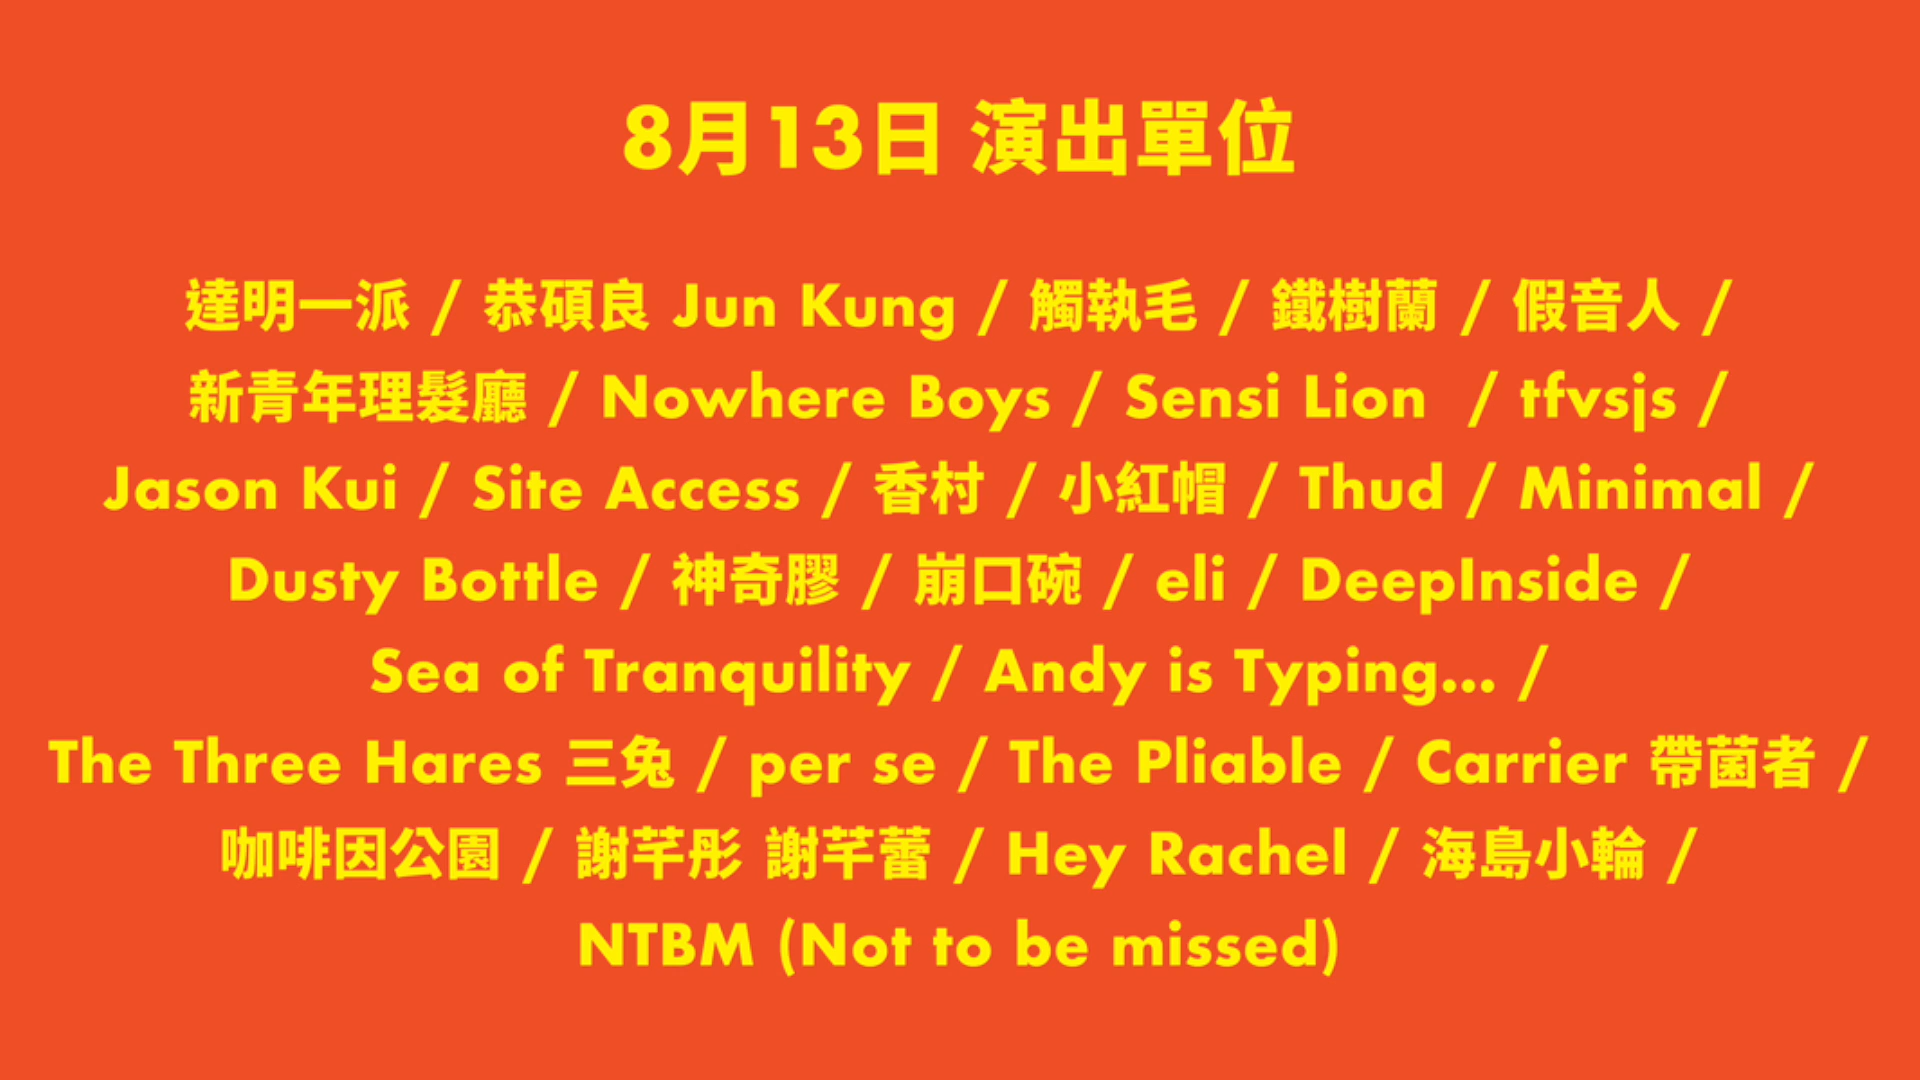 8月13日 演出單位
達明一派 / 恭碩良 Jun Kung / 觸執毛 / 鐵樹蘭 / 假音人 /
新青年理髮廳 / Nowhere Boys / Sensi Lion / tfvsjs /
Jason Kui / Site Access / 香村 / 小紅帽 / Thud / Minimal /
Dusty Bottle / 神奇膠 / 崩口碗 / eli / DeepInside /
Sea of Tranquility / Andy is Typing... /
The Three Hares 三兔 / per se / The Pliable / Carrier 帶菌者 /
咖啡因公園 / 謝芊彤 謝芊蕾 / Hey Rachel / 海島小輪 /
NTBM (Not to be missed)